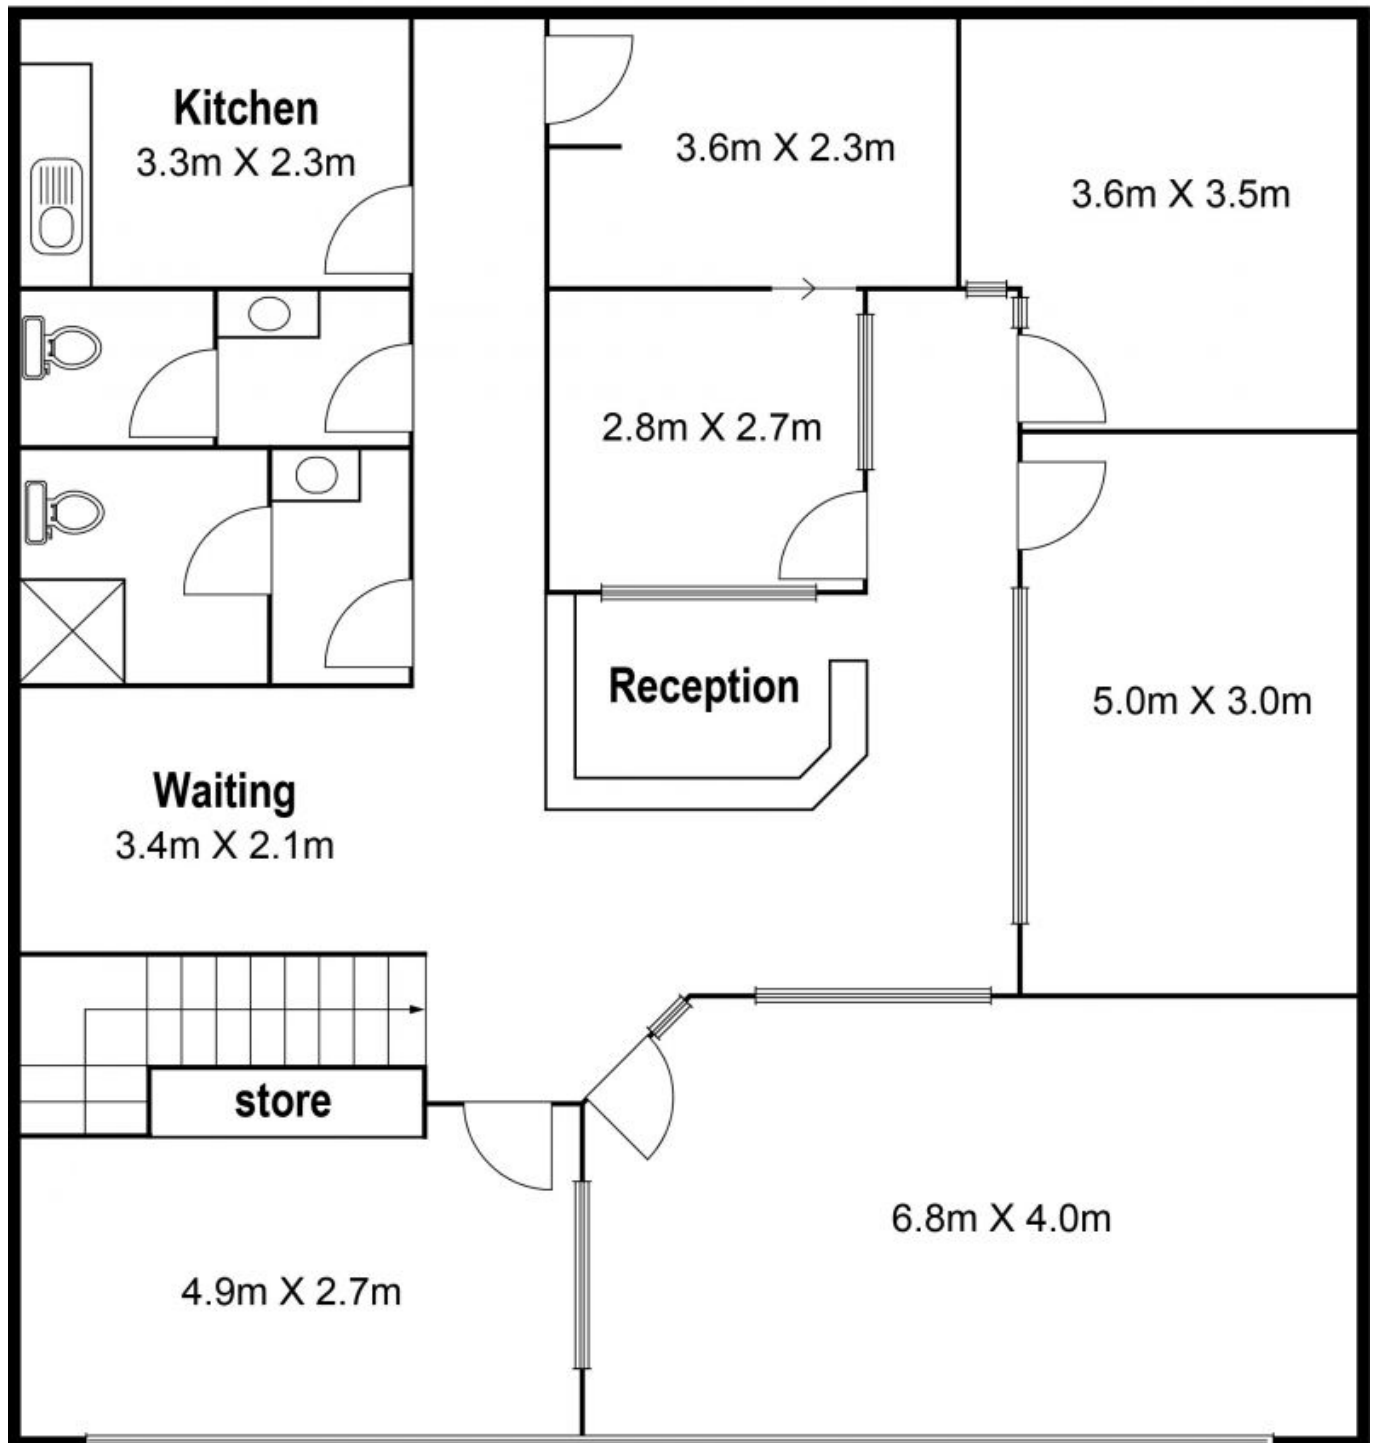 Kitchen
3.3m X 2.3m
3.6m X 2.3m
3.6m X 3.5m
2.8m X 2.7m
Reception
5.0m X 3.0m
Waiting
3.4m X 2.1m
store
6.8m X 4.0m
4.9m X 2.7m